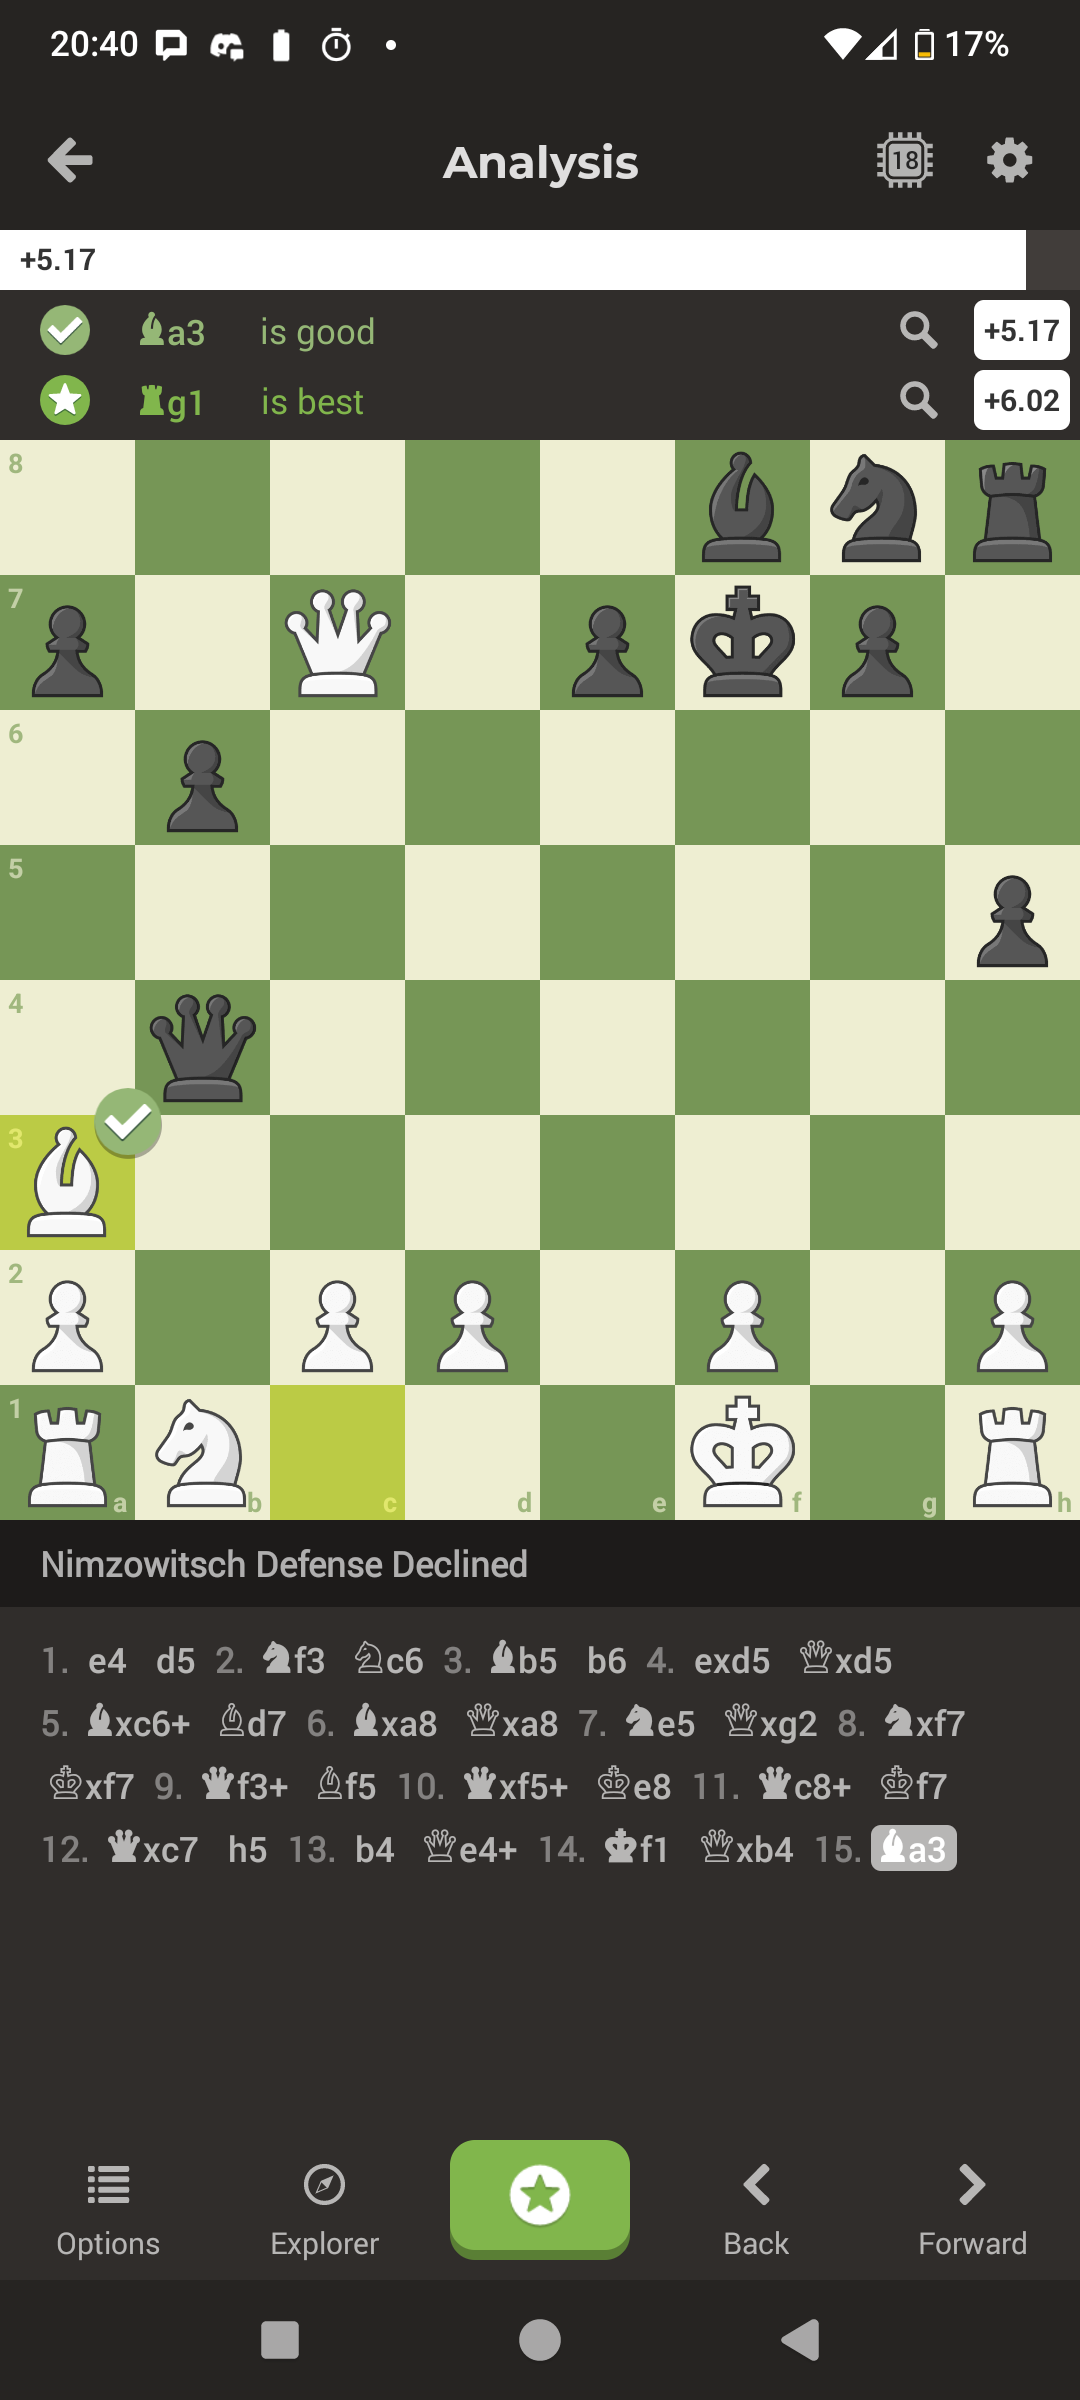 20:40 17%
Analysis 18
+5.17
♝a3 is good +5.17
♜g1 is best +6.02
8
7
6
5
4
3
2
1
a b c d e f g h
Nimzowitsch Defense Declined
1. e4 d5 2. ♞f3 ♘c6 3. ♝b5 b6 4. exd5 ♕xd5
5. ♝xc6+ ♗d7 6. ♝xa8 ♕xa8 7. ♞e5 ♕xg2 8. ♞xf7
♔xf7 9. ♛f3+ ♗f5 10. ♛xf5+ ♔e8 11. ♛c8+ ♔f7
12. ♛xc7 h5 13. b4 ♕e4+ 14. ♚f1 ♕xb4 15. ♝a3
Options Explorer Back Forward